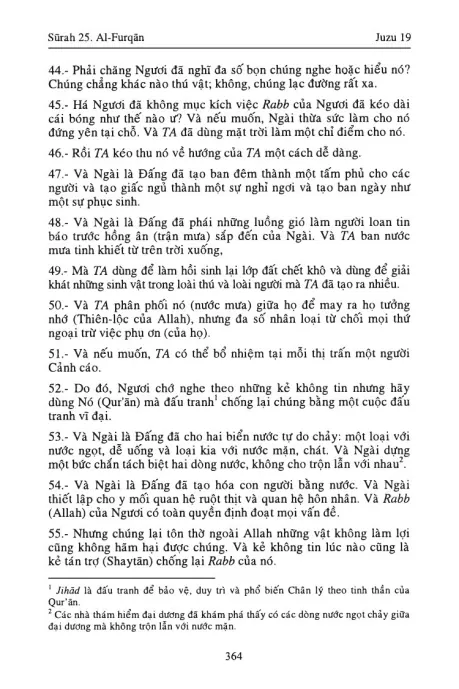 Sūrah 25. Al-Furqān Juzu 19
44.- Phải chăng Ngươi đã nghĩ đa số bọn chúng nghe hoặc hiểu nó?
Chúng chẳng khác nào thú vật; không, chúng lạc đường rất xa.
45.- Há Ngươi đã không mục kích việc Rabb của Ngươi đã kéo dài
cái bóng như thế nào ư? Và nếu muốn, Ngài thừa sức làm cho nó
đứng yên tại chỗ. Và TA đã dùng mặt trời làm một chỉ điểm cho nó.
46.- Rồi TA kéo thu nó về hướng của TA một cách dễ dàng.
47.- Và Ngài là Đấng đã tạo ban đêm thành một tấm phủ cho các
người và tạo giấc ngủ thành một sự nghỉ ngơi và tạo ban ngày như
một sự phục sinh.
48.- Và Ngài là Đấng đã phái những luồng gió làm người loan tin
báo trước hồng ân (trận mưa) sắp đến của Ngài. Và TA ban nước
mưa tinh khiết từ trên trời xuống,
49.- Mà TA dùng để làm hồi sinh lại lớp đất chết khô và dùng để giải
khát những sinh vật trong loài thú và loài người mà TA đã tạo ra nhiều.
50.- Và TA phân phối nó (nước mưa) giữa họ để may ra họ tưởng
nhớ (Thiên-lộc của Allah), nhưng đa số nhân loại từ chối mọi thứ
ngoại trừ việc phụ ơn (của họ).
51.- Và nếu muốn, TA có thể bổ nhiệm tại mỗi thị trấn một người
Cảnh cáo.
52.- Do đó, Ngươi chớ nghe theo những kẻ không tin nhưng hãy
dùng Nó (Qur'ān) mà đấu tranh¹ chống lại chúng bằng một cuộc đấu
tranh vĩ đại.
53.- Và Ngài là Đấng đã cho hai biển nước tự do chảy: một loại với
nước ngọt, dễ uống và loại kia với nước mặn, chát. Và Ngài dựng
một bức chắn tách biệt hai dòng nước, không cho trộn lẫn với nhau².
54.- Và Ngài là Đấng đã tạo hóa con người bằng nước. Và Ngài
thiết lập cho y mối quan hệ ruột thịt và quan hệ hôn nhân. Và Rabb
(Allah) của Ngươi có toàn quyền định đoạt mọi vấn đề.
55.- Nhưng chúng lại tôn thờ ngoài Allah những vật không làm lợi
cũng không hãm hại được chúng. Và kẻ không tin lúc nào cũng là
kẻ tán trợ (Shaytān) chống lại Rabb của nó.
¹ Jihād là đấu tranh để bảo vệ, duy trì và phổ biến Chân lý theo tinh thần của
Qur'ān.
² Các nhà thám hiểm đại dương đã khám phá thấy có các dòng nước ngọt chảy giữa
đại dương mà không trộn lẫn với nước mặn.
364